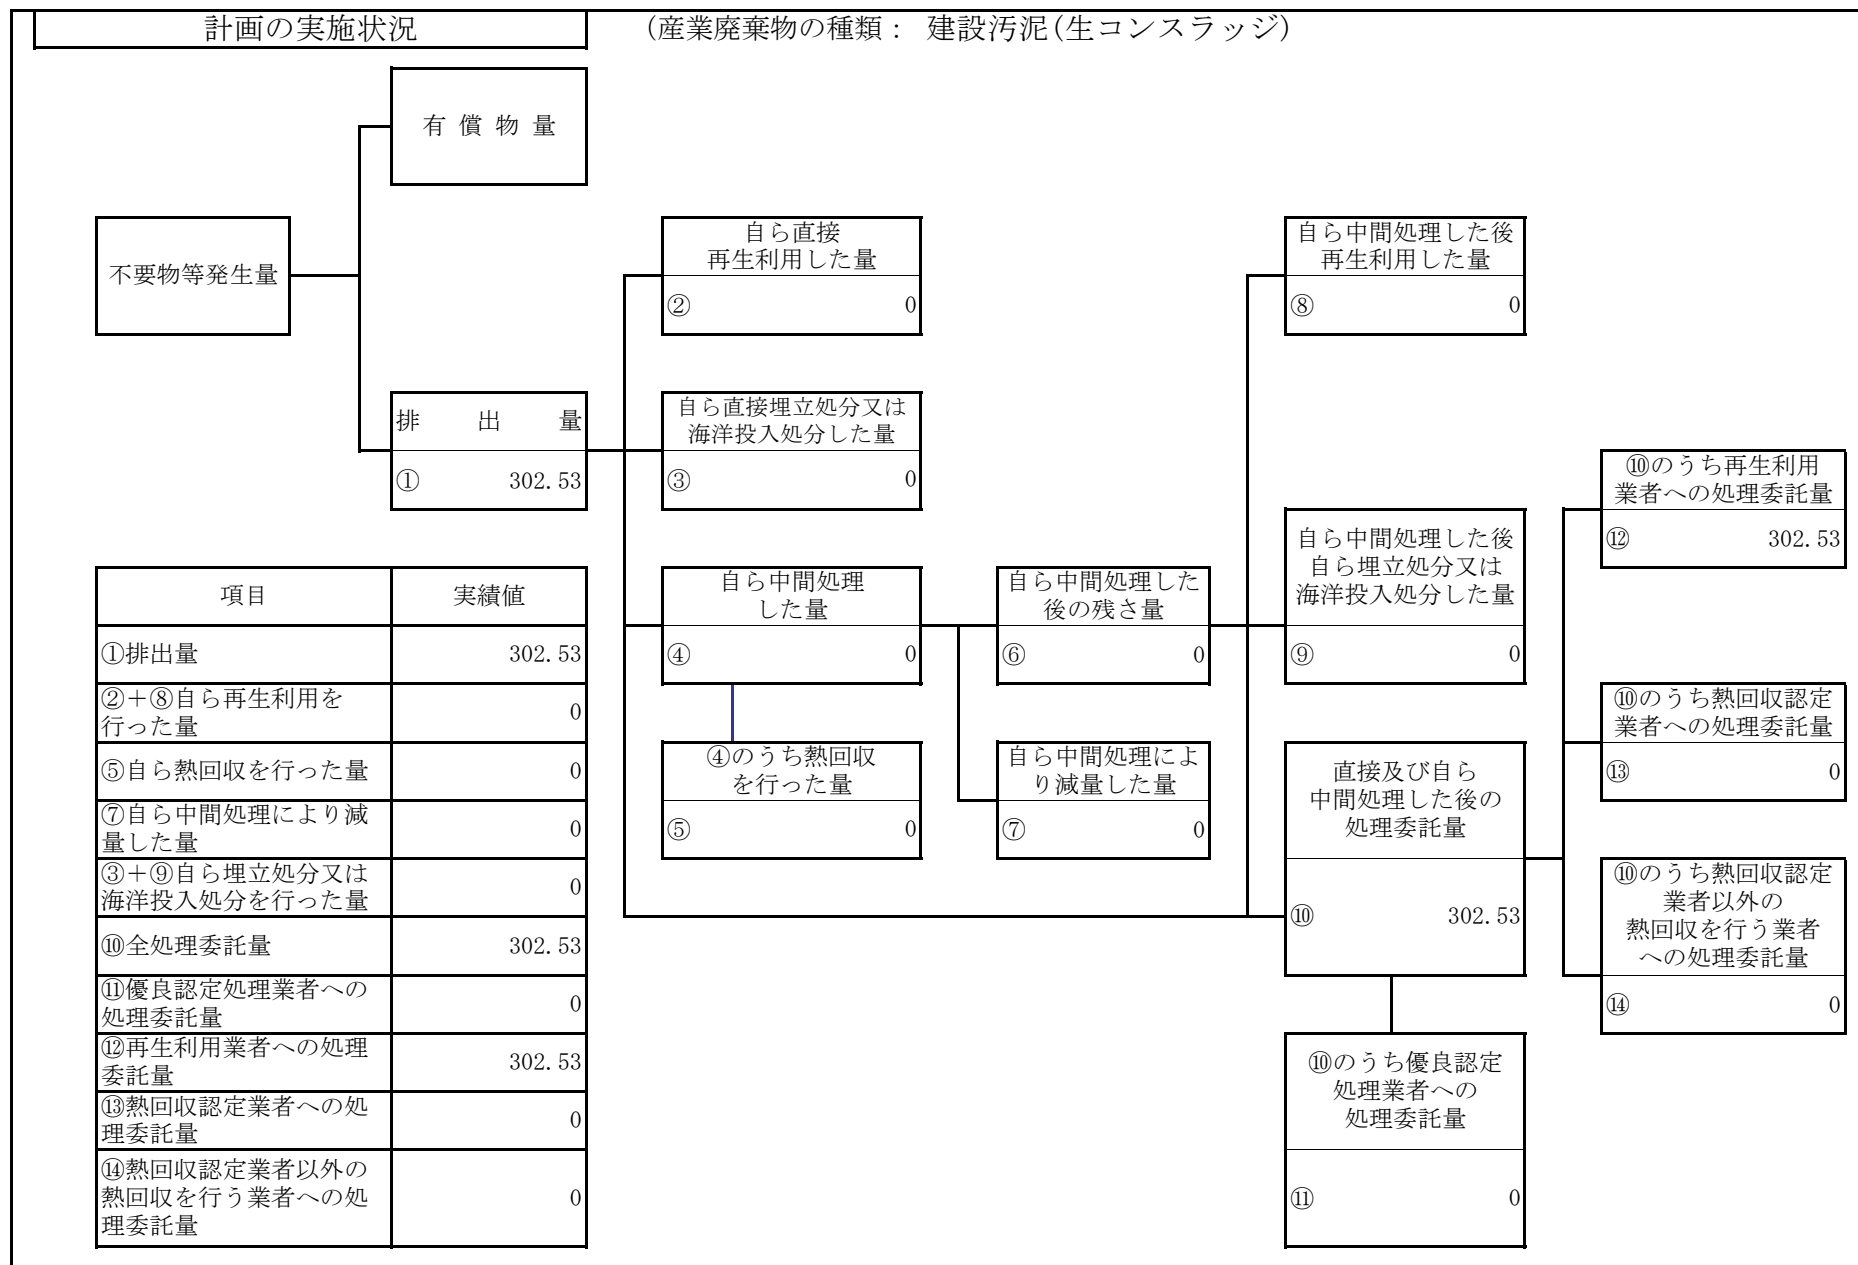 計画の実施状況
(産業廃棄物の種類： 建設汚泥(生コンスラッジ)
有 償 物 量
不要物等発生量
自ら直接
再生利用した量
② 0
自ら中間処理した後
再生利用した量
⑧ 0
排 出 量
① 302.53
自ら直接埋立処分又は
海洋投入処分した量
③ 0
⑩のうち再生利用
業者への処理委託量
⑫ 302.53
自ら中間処理した後
自ら埋立処分又は
海洋投入処分した量
⑨ 0
自ら中間処理
した量
④ 0
自ら中間処理した
後の残さ量
⑥ 0
⑩のうち熱回収認定
業者への処理委託量
⑬ 0
④のうち熱回収
を行った量
⑤ 0
自ら中間処理によ
り減量した量
⑦ 0
直接及び自ら
中間処理した後の
処理委託量
⑩ 302.53
⑩のうち熱回収認定
業者以外の
熱回収を行う業者
への処理委託量
⑭ 0
⑩のうち優良認定
処理業者への
処理委託量
⑪ 0
項目 実績値
①排出量 302.53
②＋⑧自ら再生利用を
行った量 0
⑤自ら熱回収を行った量 0
⑦自ら中間処理により減
量した量 0
③＋⑨自ら埋立処分又は
海洋投入処分を行った量 0
⑩全処理委託量 302.53
⑪優良認定処理業者への
処理委託量 0
⑫再生利用業者への処理
委託量 302.53
⑬熱回収認定業者への処
理委託量 0
⑭熱回収認定業者以外の
熱回収を行う業者への処
理委託量 0